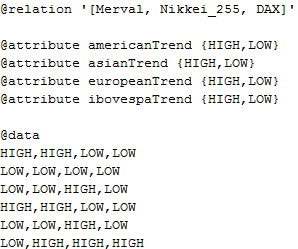 @relation '[Merval, Nikkei_255, DAX]'
@attribute americanTrend {HIGH,LOW}
@attribute asianTrend {HIGH,LOW}
@attribute europeanTrend {HIGH,LOW}
@attribute ibovespaTrend {HIGH,LOW}
@data
HIGH,HIGH,LOW,LOW
LOW,LOW,LOW,LOW
LOW,LOW,HIGH,LOW
HIGH,HIGH,LOW,LOW
LOW,LOW,HIGH,LOW
LOW,HIGH,HIGH,HIGH